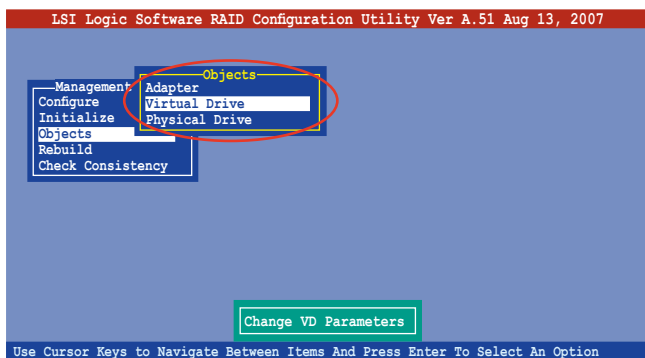 LSI Logic Software RAID Configuration Utility Ver A.51 Aug 13, 2007
Management
Configure
Initialize
Objects
Rebuild
Check Consistency
Objects
Adapter
Virtual Drive
Physical Drive
Change VD Parameters
Use Cursor Keys to Navigate Between Items And Press Enter To Select An Option